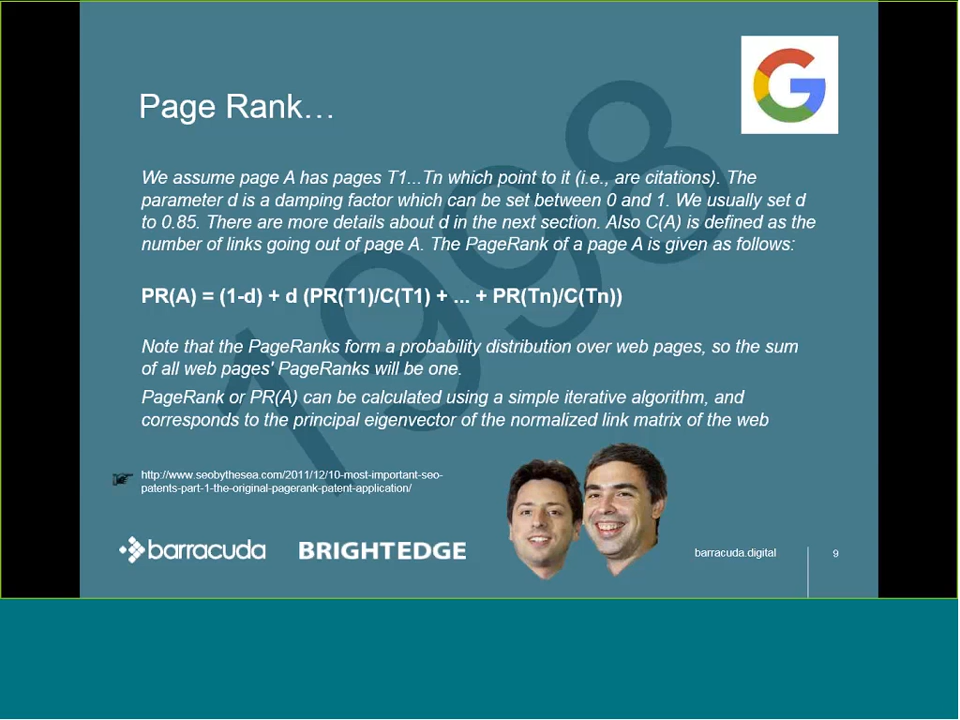 Page Rank…
We assume page A has pages T1...Tn which point to it (i.e., are citations). The
parameter d is a damping factor which can be set between 0 and 1. We usually set d
to 0.85. There are more details about d in the next section. Also C(A) is defined as the
number of links going out of page A. The PageRank of a page A is given as follows:
PR(A) = (1-d) + d (PR(T1)/C(T1) + ... + PR(Tn)/C(Tn))
Note that the PageRanks form a probability distribution over web pages, so the sum
of all web pages' PageRanks will be one.
PageRank or PR(A) can be calculated using a simple iterative algorithm, and
corresponds to the principal eigenvector of the normalized link matrix of the web
1998
http://www.seobythesea.com/2011/12/10-most-important-seo-
patents-part-1-the-original-pagerank-patent-application/
barracuda BRIGHTEDGE
barracuda.digital 9
G